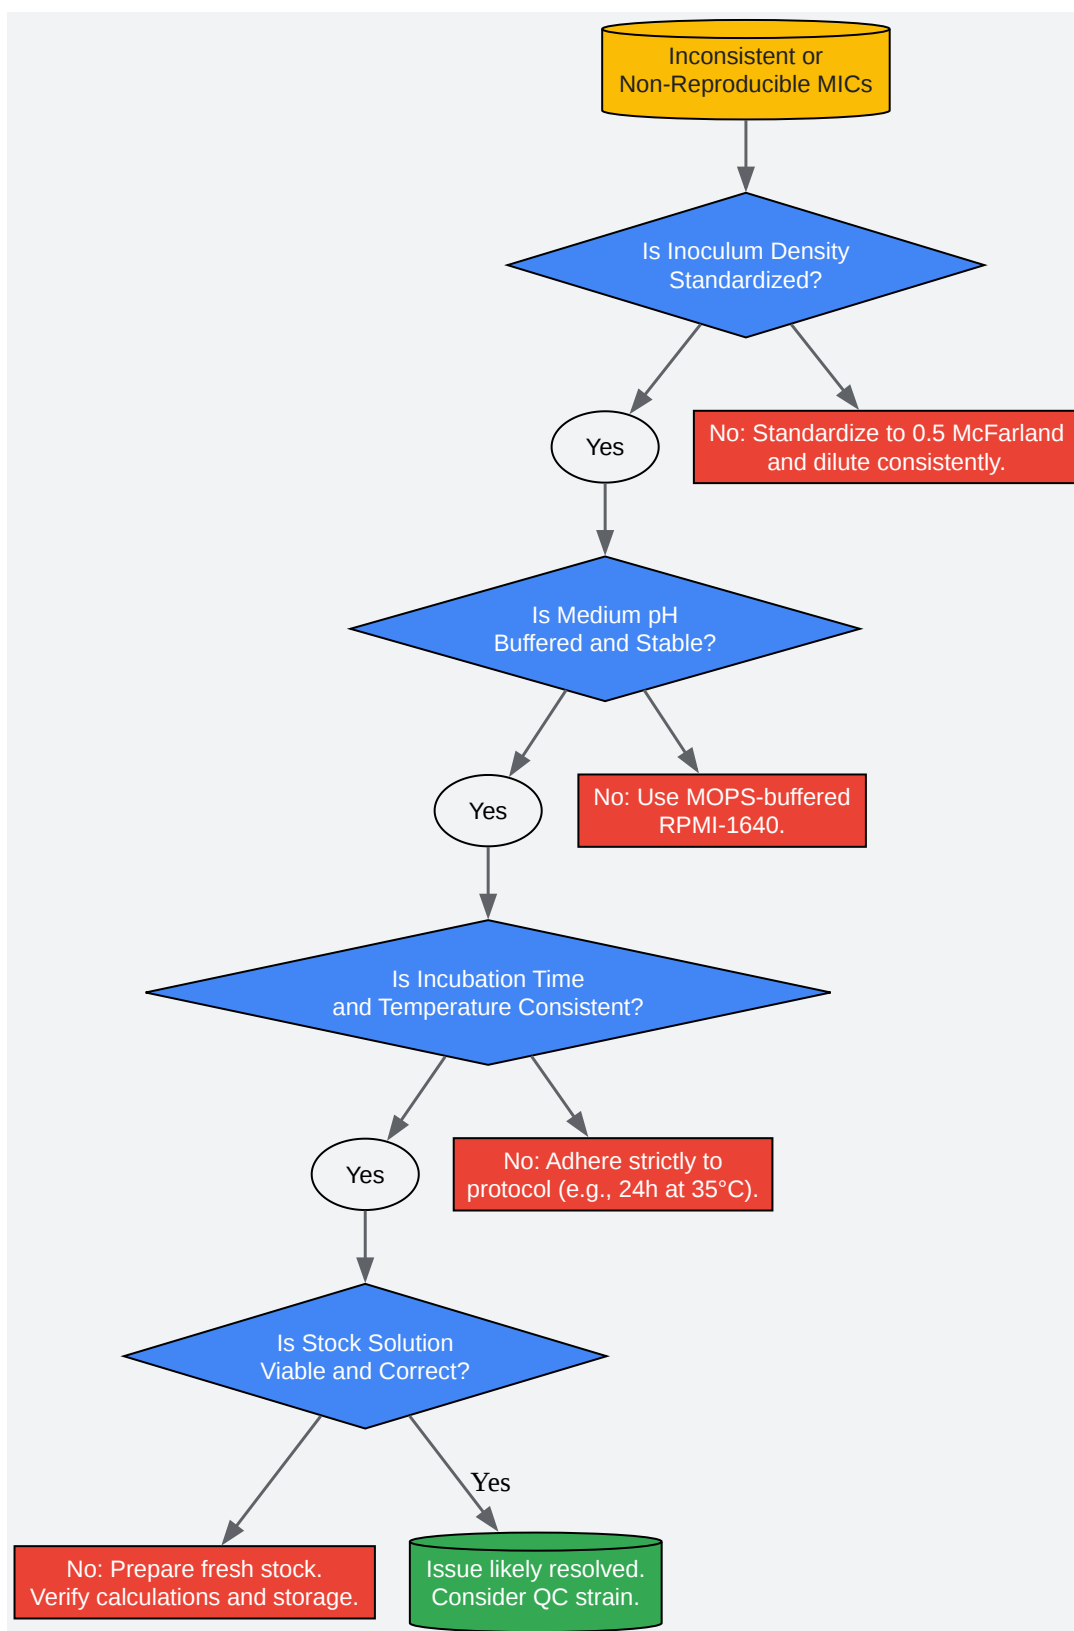 Inconsistent or
Non-Reproducible MICs
Is Inoculum Density
Standardized?
Yes
No: Standardize to 0.5 McFarland
and dilute consistently.
Is Medium pH
Buffered and Stable?
Yes
No: Use MOPS-buffered
RPMI-1640.
Is Incubation Time
and Temperature Consistent?
Yes
No: Adhere strictly to
protocol (e.g., 24h at 35°C).
Is Stock Solution
Viable and Correct?
Yes
No: Prepare fresh stock.
Verify calculations and storage.
Issue likely resolved.
Consider QC strain.